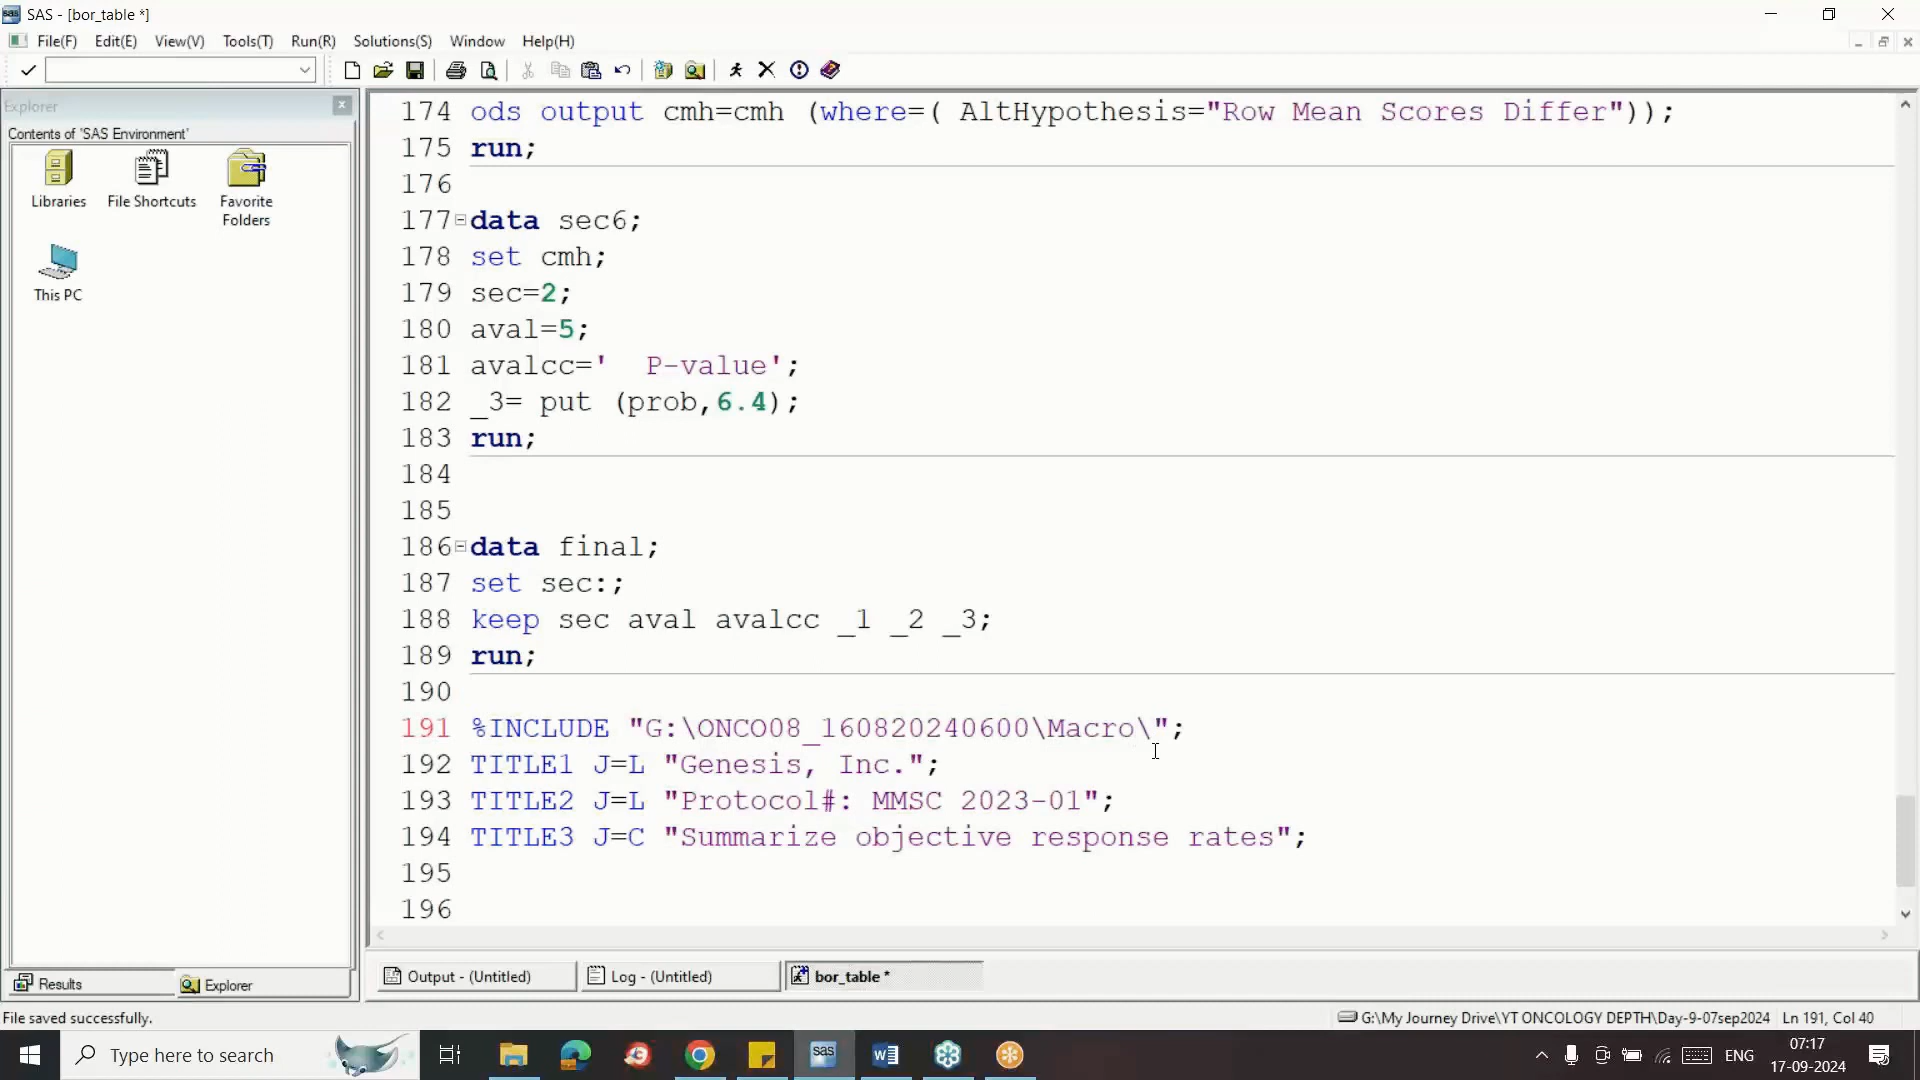 SAS - [bor_table *]
File(F) Edit(E) View(V) Tools(T) Run(R) Solutions(S) Window Help(H)
Explorer
Contents of 'SAS Environment'
Libraries File Shortcuts Favorite Folders
This PC
174 ods output cmh=cmh (where=( AltHypothesis="Row Mean Scores Differ"));
175 run;
176
177 data sec6;
178 set cmh;
179 sec=2;
180 aval=5;
181 avalcc='  P-value';
182 _3= put (prob,6.4);
183 run;
184
185
186 data final;
187 set sec:;
188 keep sec aval avalcc _1 _2 _3;
189 run;
190
191 %INCLUDE "G:\ONCO08_160820240600\Macro\";
192 TITLE1 J=L "Genesis, Inc.";
193 TITLE2 J=L "Protocol#: MMSC 2023-01";
194 TITLE3 J=C "Summarize objective response rates";
195
196
Results Explorer
Output - (Untitled) Log - (Untitled) bor_table *
File saved successfully. G:\My Journey Drive\YT ONCOLOGY DEPTH\Day-9-07sep2024 Ln 191, Col 40
Type here to search
sas
ENG
07:17
17-09-2024